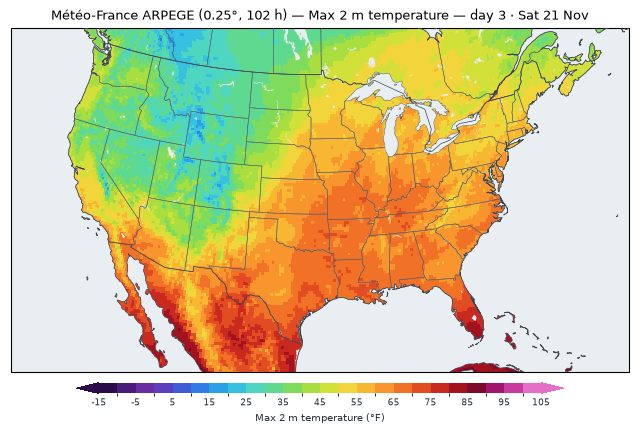 Météo-France ARPEGE (0.25°, 102 h) — Max 2 m temperature — day 3 · Sat 21 Nov
-15 -5 5 15 25 35 45 55 65 75 85 95 105
Max 2 m temperature (°F)